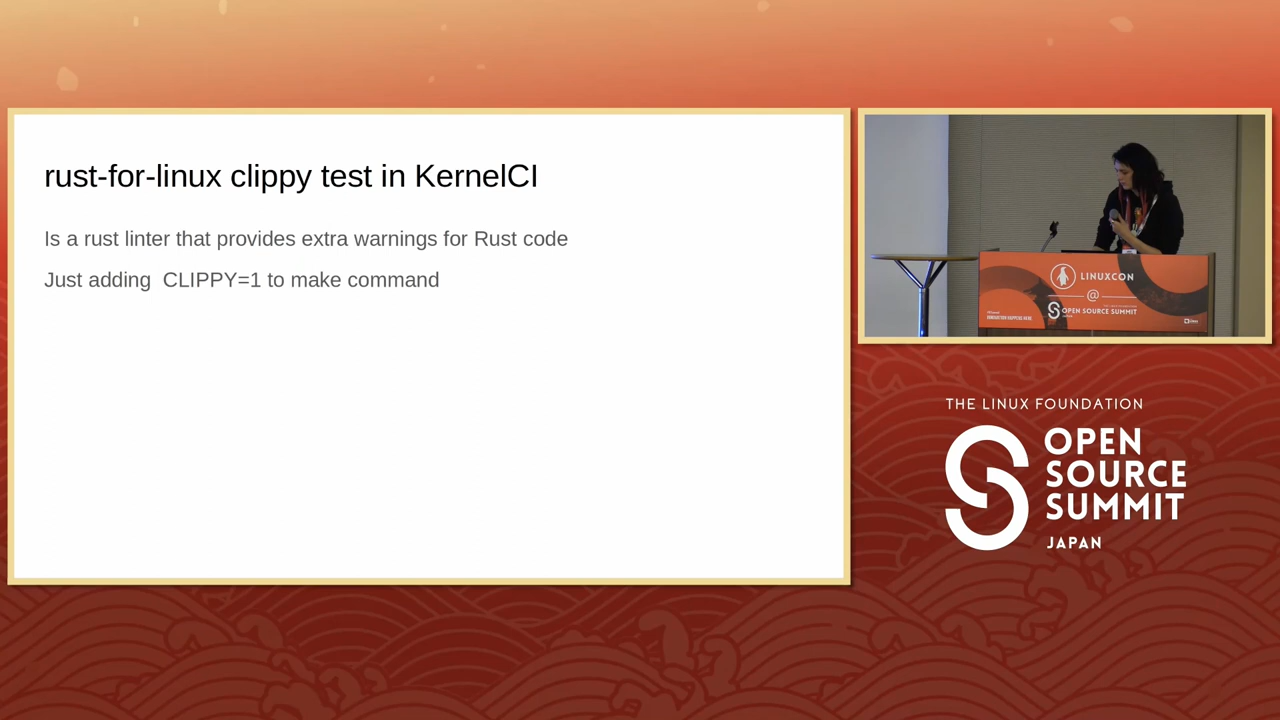 rust-for-linux clippy test in KernelCI
Is a rust linter that provides extra warnings for Rust code
Just adding  CLIPPY=1 to make command
LINUXCON
@
OPEN SOURCE SUMMIT
THE LINUX FOUNDATION
OPEN
SOURCE
SUMMIT
JAPAN